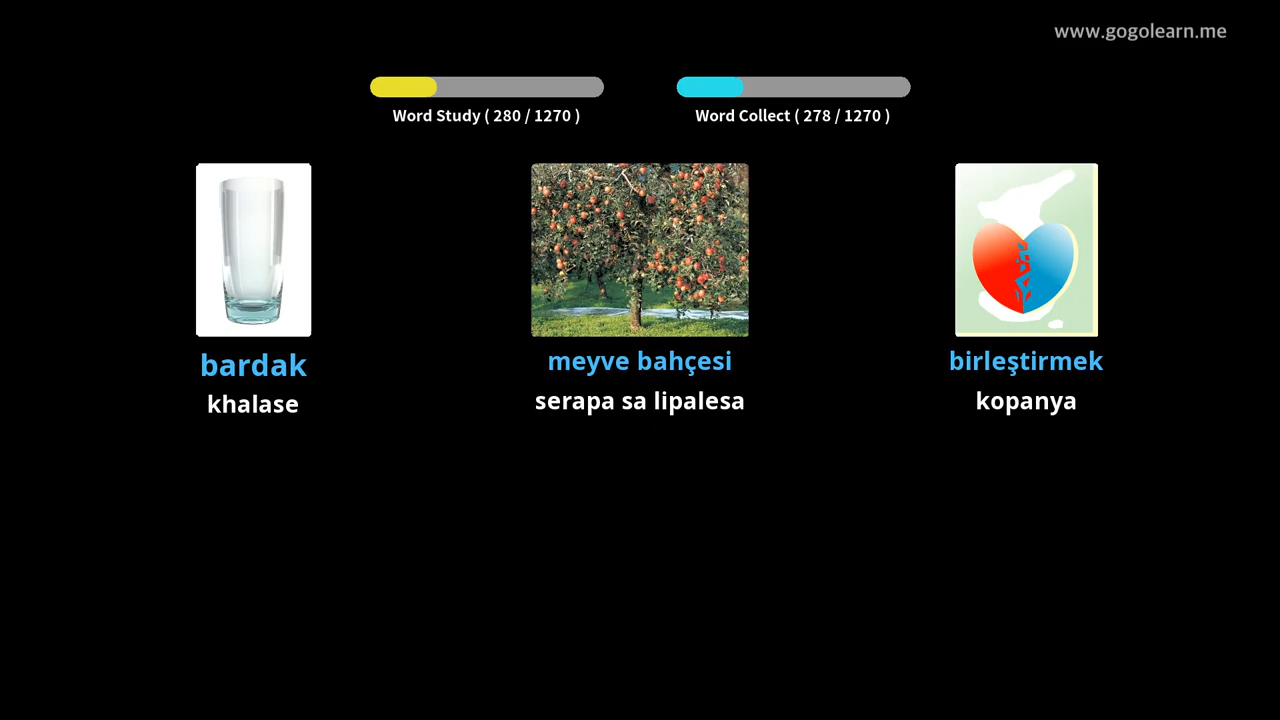 www.gogolearn.me
Word Study ( 280 / 1270 )
Word Collect ( 278 / 1270 )
bardak
khalase
meyve bahçesi
serapa sa lipalesa
birleştirmek
kopanya